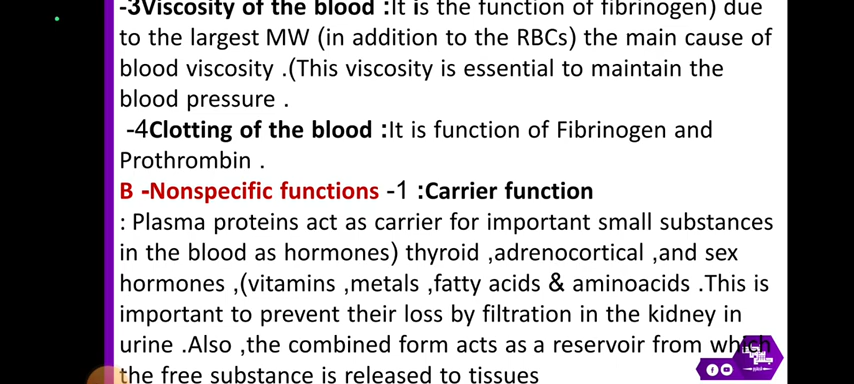 -3Viscosity of the blood :It is the function of fibrinogen) due
to the largest MW (in addition to the RBCs) the main cause of
blood viscosity .(This viscosity is essential to maintain the
blood pressure .
-4Clotting of the blood :It is function of Fibrinogen and
Prothrombin .
B -Nonspecific functions -1 :Carrier function
: Plasma proteins act as carrier for important small substances
in the blood as hormones) thyroid ,adrenocortical ,and sex
hormones ,(vitamins ,metals ,fatty acids & aminoacids .This is
important to prevent their loss by filtration in the kidney in
urine .Also ,the combined form acts as a reservoir from which
the free substance is released to tissues